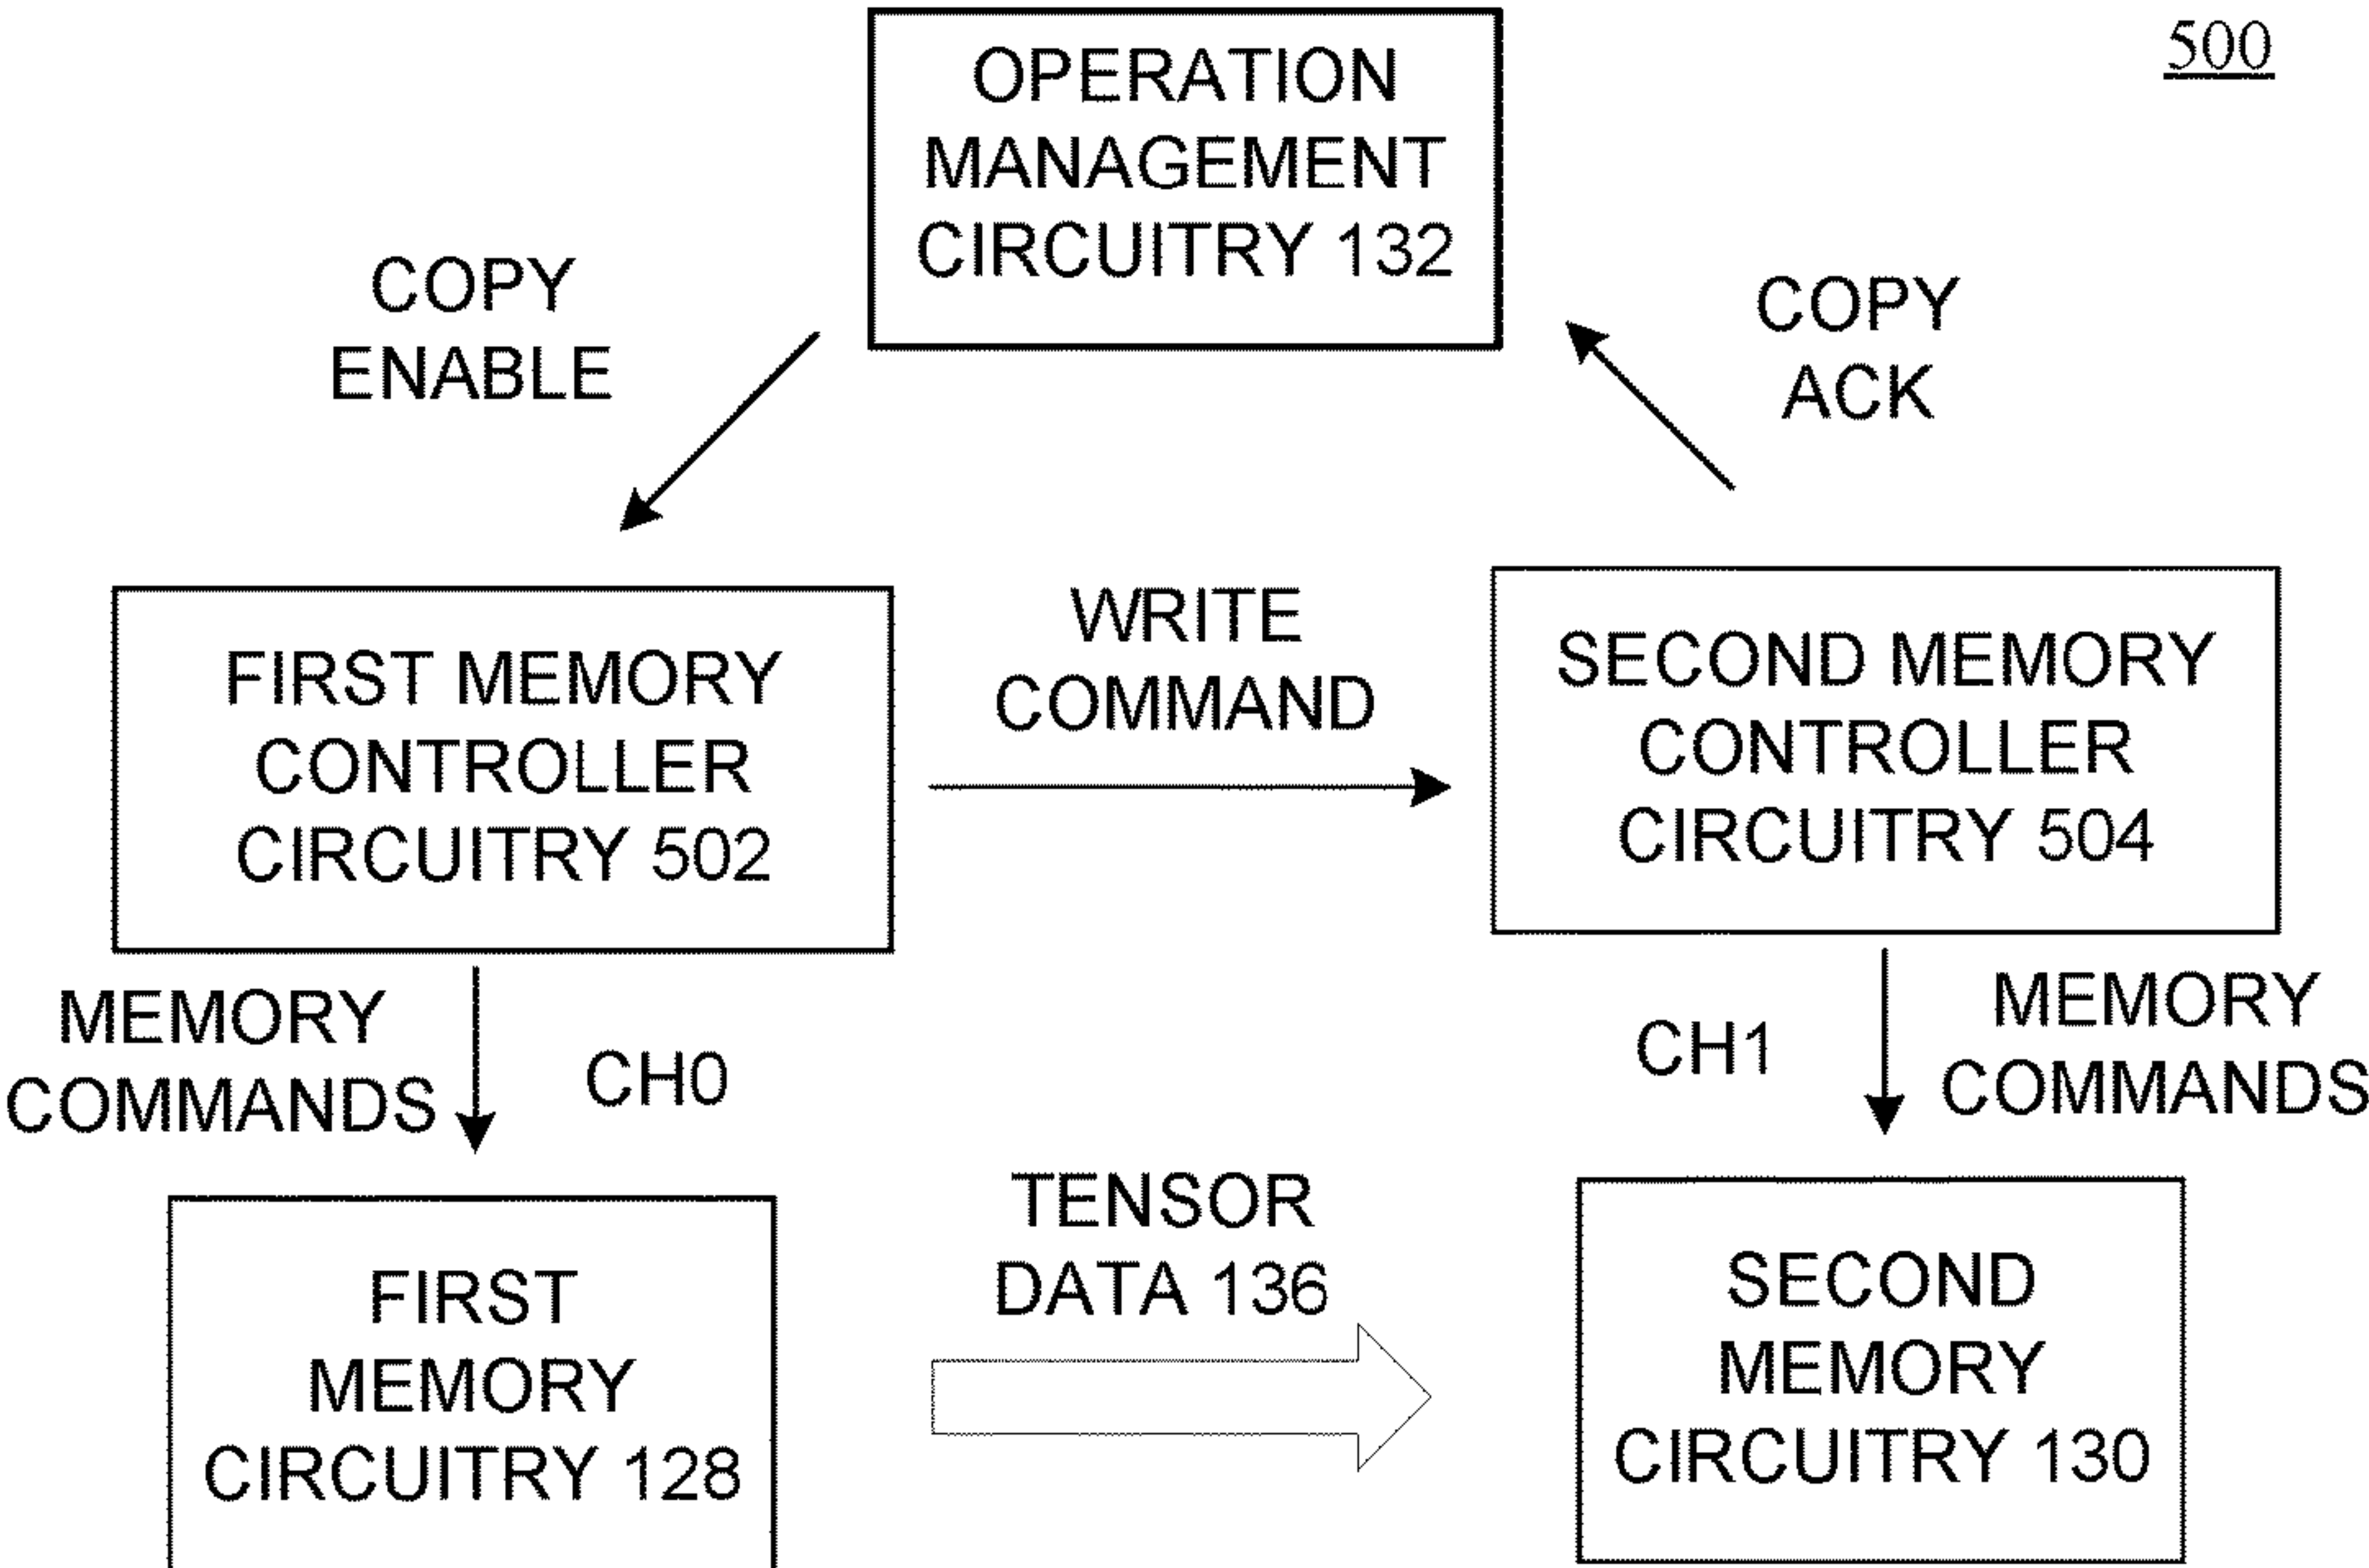 500
OPERATION
MANAGEMENT
CIRCUITRY 132
COPY
ENABLE
COPY
ACK
FIRST MEMORY
CONTROLLER
CIRCUITRY 502
WRITE
COMMAND
SECOND MEMORY
CONTROLLER
CIRCUITRY 504
MEMORY
COMMANDS
CH0
CH1
MEMORY
COMMANDS
FIRST
MEMORY
CIRCUITRY 128
TENSOR
DATA 136
SECOND
MEMORY
CIRCUITRY 130